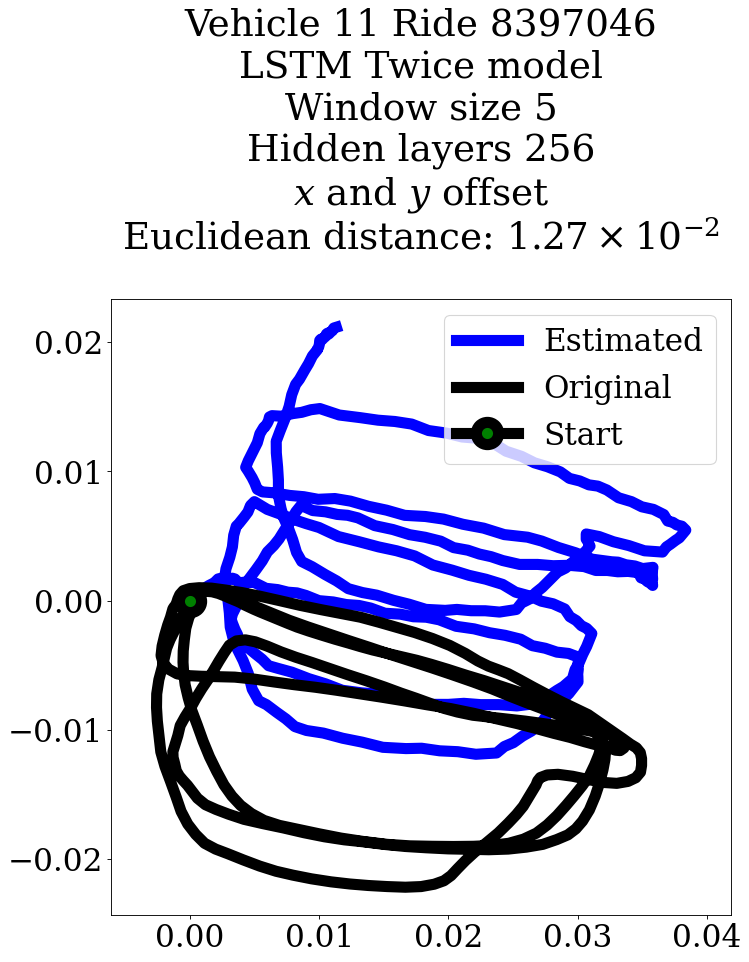 Vehicle 11 Ride 8397046
LSTM Twice model
Window size 5
Hidden layers 256
x and y offset
Euclidean distance: 1.27 × 10⁻²
Estimated
Original
Start
0.02
0.01
0.00
−0.01
−0.02
0.00 0.01 0.02 0.03 0.04